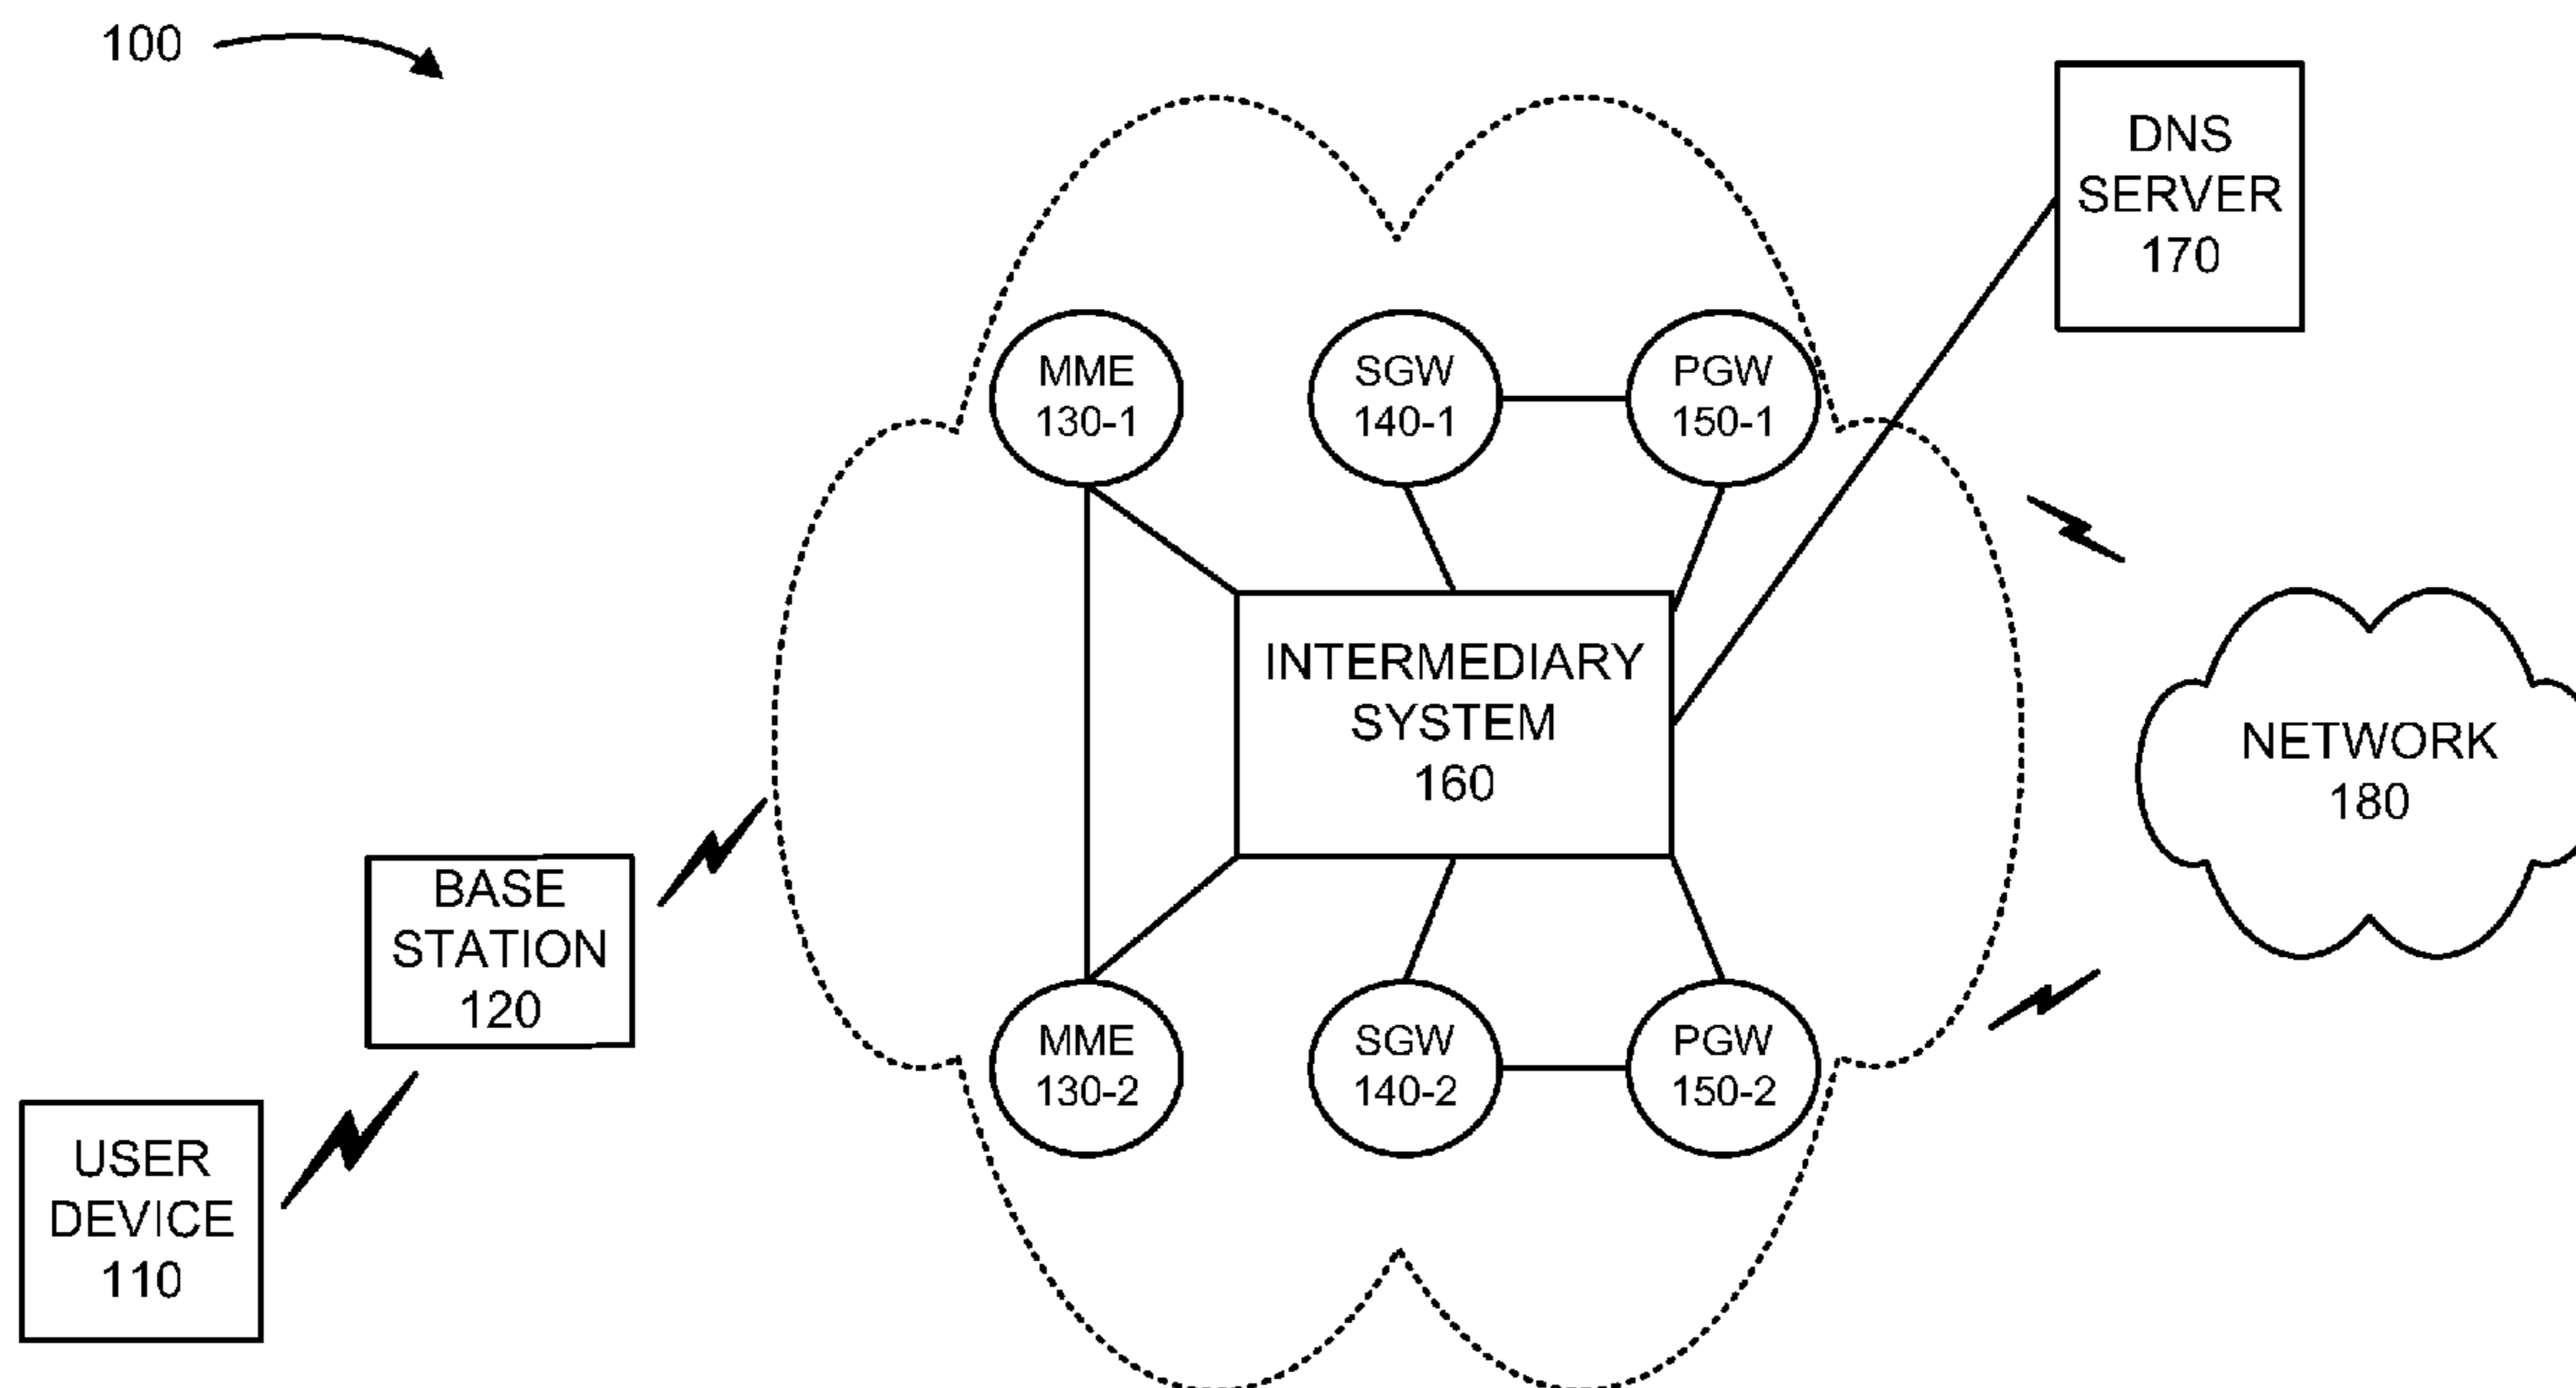 100
DNS
SERVER
170
MME
130-1
SGW
140-1
PGW
150-1
INTERMEDIARY
SYSTEM
160
NETWORK
180
BASE
STATION
120
MME
130-2
SGW
140-2
PGW
150-2
USER
DEVICE
110